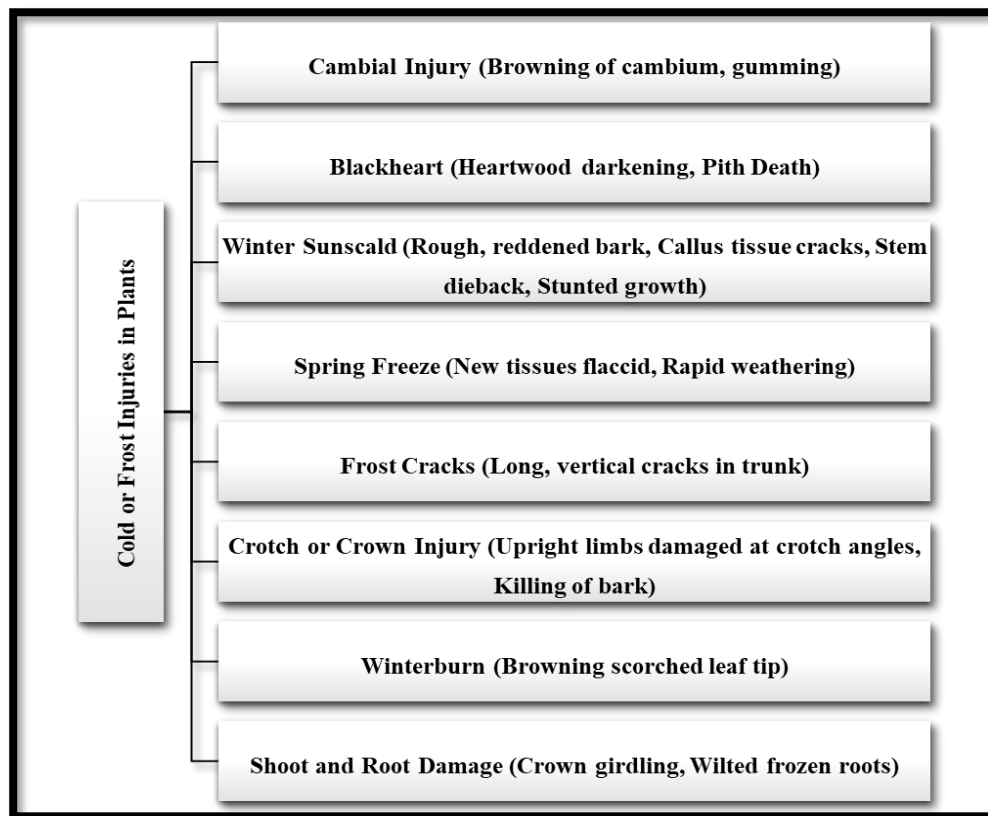 Cold or Frost Injuries in Plants
Cambial Injury (Browning of cambium, gumming)
Blackheart (Heartwood darkening, Pith Death)
Winter Sunscald (Rough, reddened bark, Callus tissue cracks, Stem
dieback, Stunted growth)
Spring Freeze (New tissues flaccid, Rapid weathering)
Frost Cracks (Long, vertical cracks in trunk)
Crotch or Crown Injury (Upright limbs damaged at crotch angles,
Killing of bark)
Winterburn (Browning scorched leaf tip)
Shoot and Root Damage (Crown girdling, Wilted frozen roots)